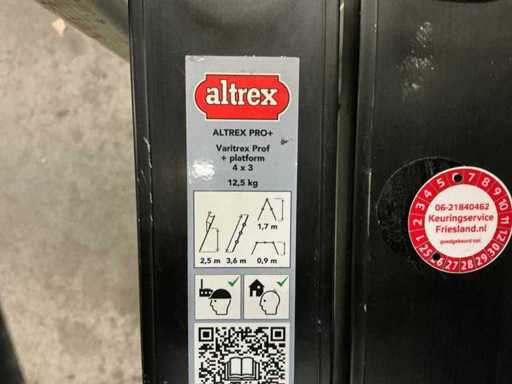 altrex
ALTREX PRO+
Varitrex Prof
+ platform
4 x 3
12,5 kg
1,7 m
2,5 m 3,6 m 0,9 m
06-21840462
Keuringservice
Friesland.nl
goedgekeurd tot:
1 2 3 4 5 6 7 8 9 10 11
25 26 27 28 29 30